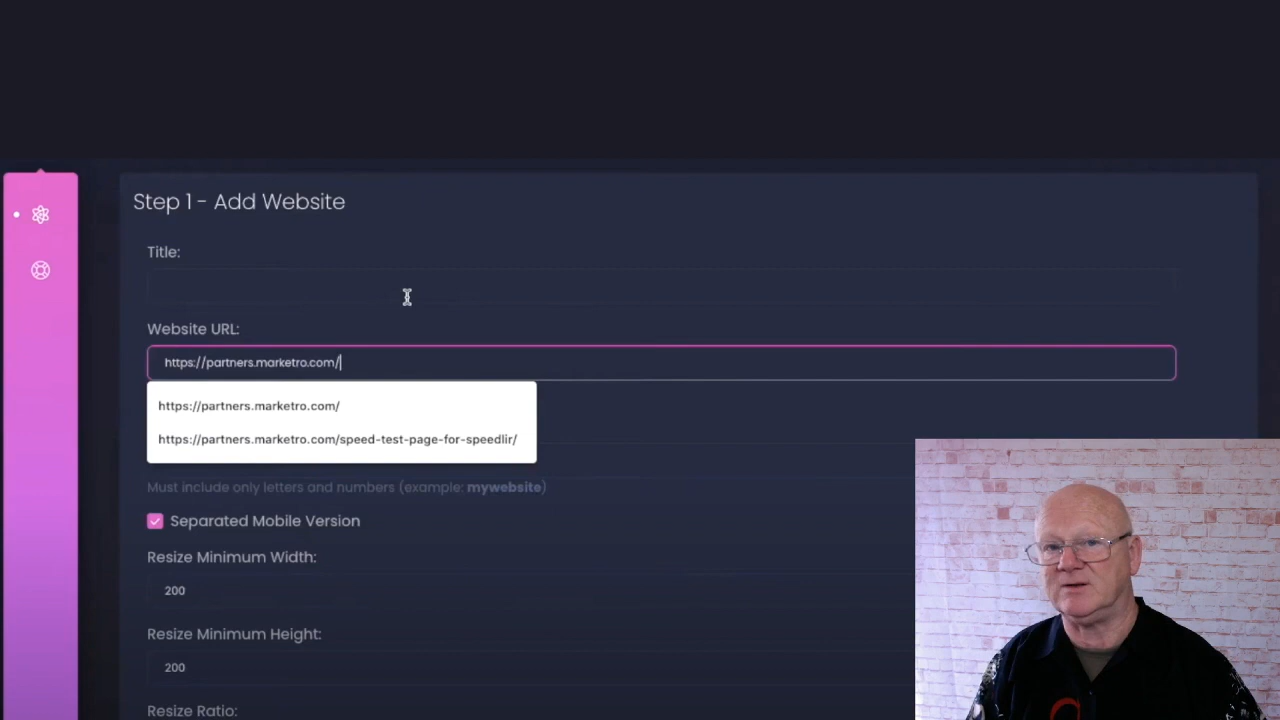 Step 1 - Add Website
Title:
Website URL:
https://partners.marketro.com/
https://partners.marketro.com/
https://partners.marketro.com/speed-test-page-for-speedlir/
Must include only letters and numbers (example: mywebsite)
Separated Mobile Version
Resize Minimum Width:
200
Resize Minimum Height:
200
Resize Ratio: